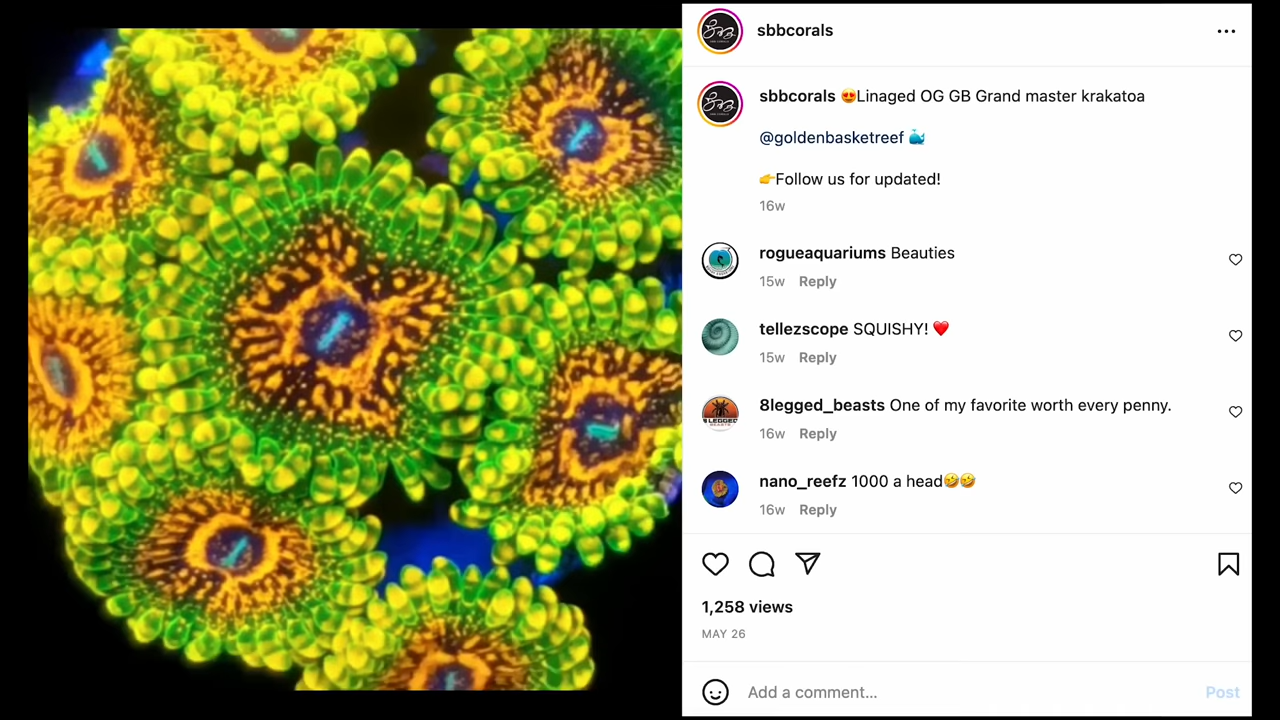 sbbcorals
sbbcorals 😍Linaged OG GB Grand master krakatoa
@goldenbasketreef 🐳
👉Follow us for updated!
16w
rogueaquariums Beauties
15w Reply
tellezscope SQUISHY! ❤️
15w Reply
8legged_beasts One of my favorite worth every penny.
16w Reply
nano_reefz 1000 a head🤣🤣
16w Reply
1,258 views
MAY 26
Add a comment... Post